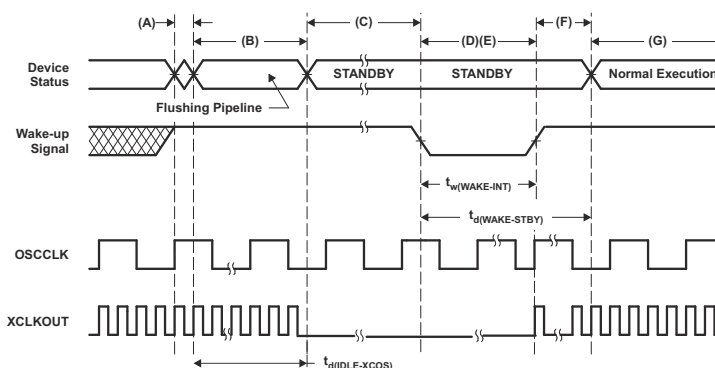 (A)
(B)
(C)
(D)(E)
(F)
(G)
Device
Status
STANDBY
STANDBY
Normal Execution
Flushing Pipeline
Wake-up
Signal
tw(WAKE-INT)
td(WAKE-STBY)
OSCCLK
XCLKOUT
td(IDLE-XCOS)